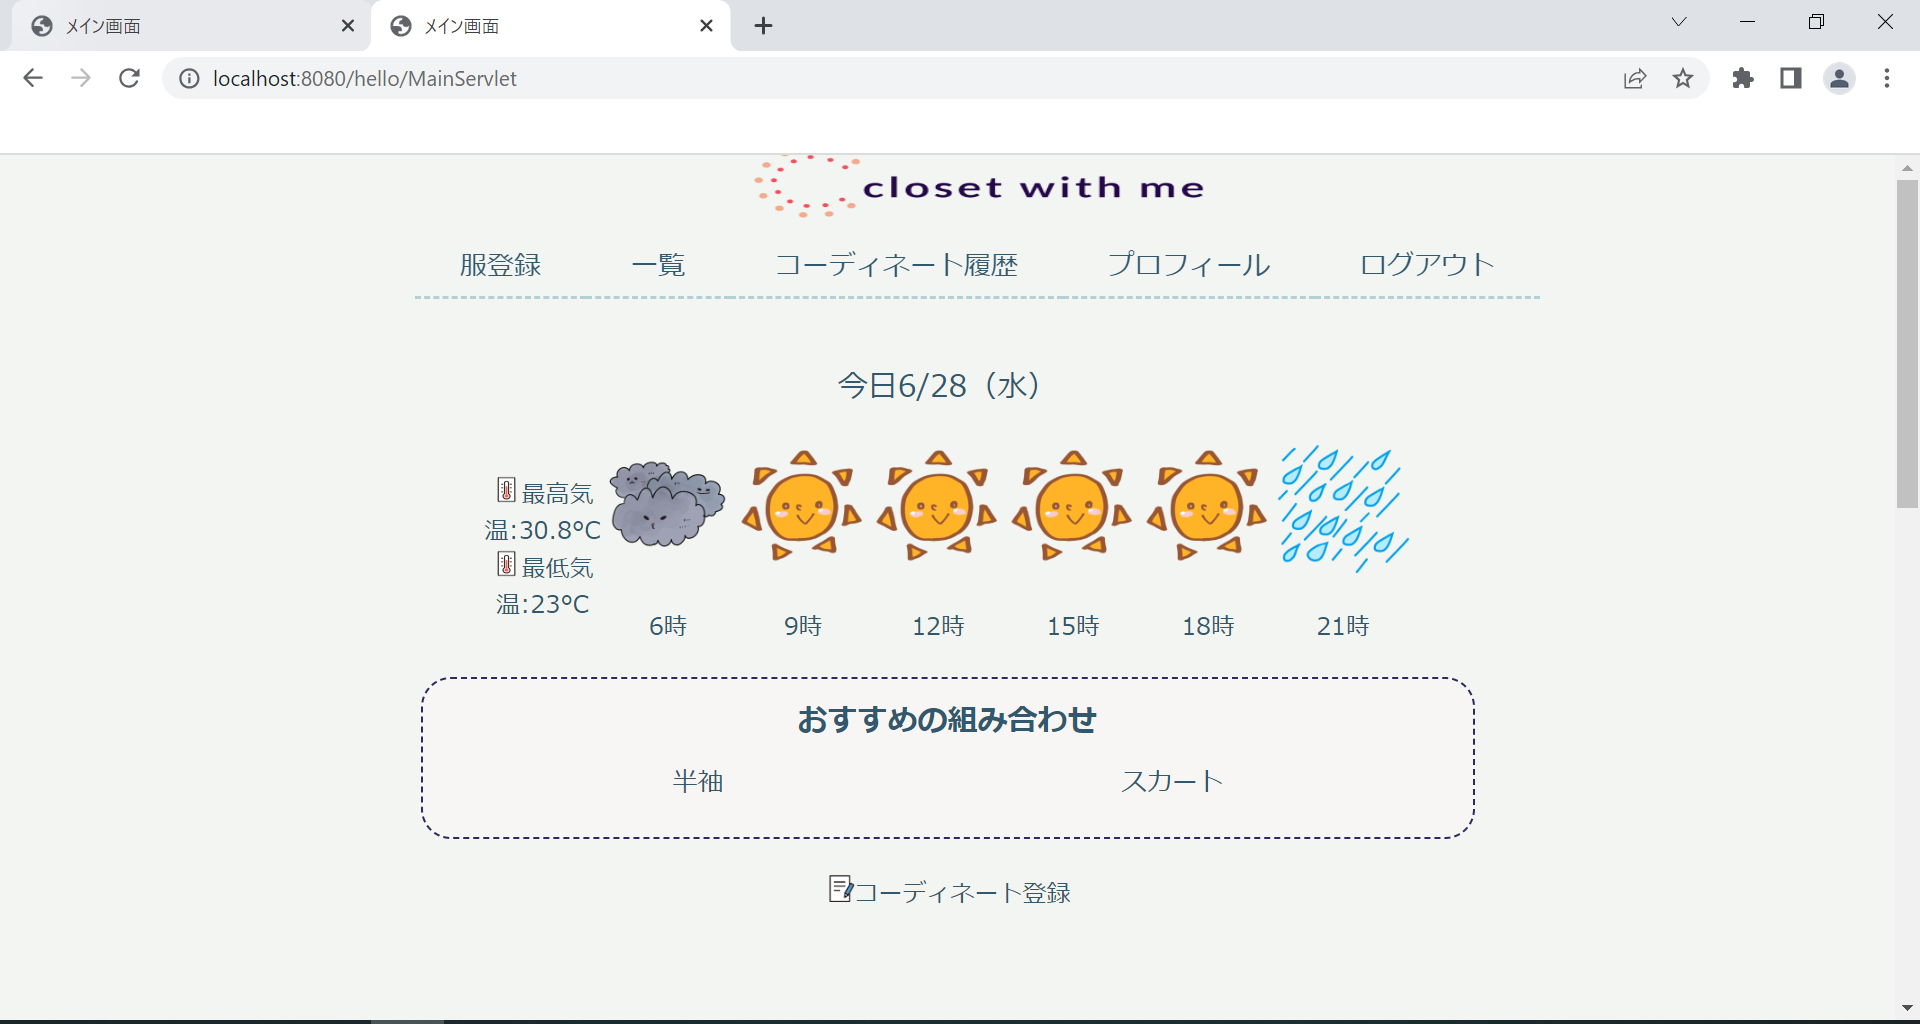 メイン画面
メイン画面
localhost:8080/hello/MainServlet
closet with me
服登録 一覧 コーディネート履歴 プロフィール ログアウト
今日6/28（水）
最高気
温:30.8℃
最低気
温:23℃
6時 9時 12時 15時 18時 21時
おすすめの組み合わせ
半袖 スカート
コーディネート登録